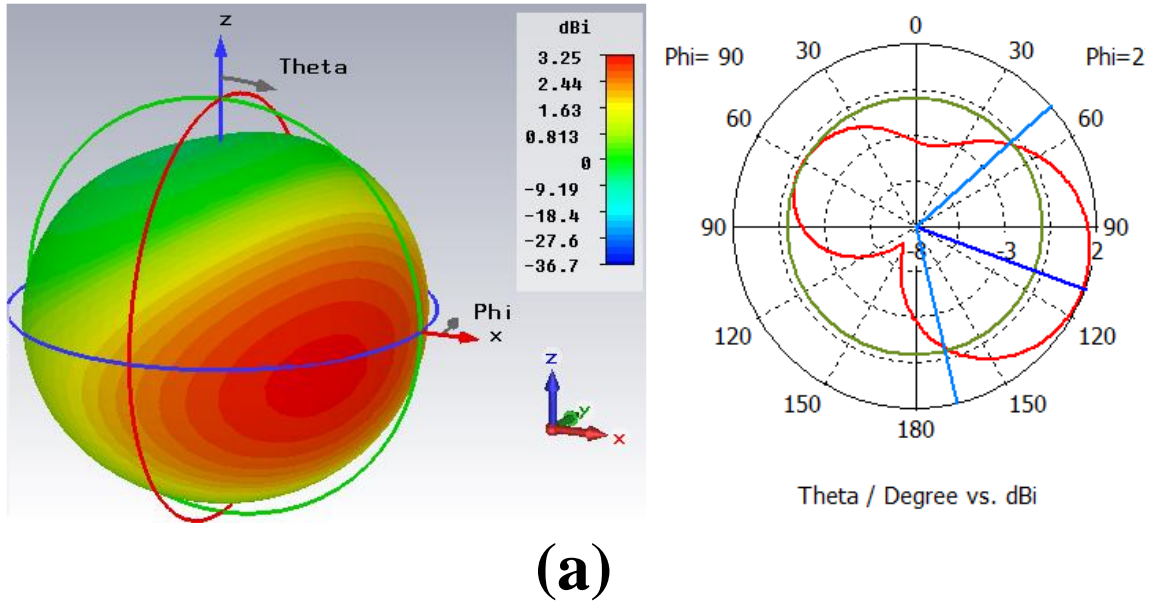 z
Theta
Phi
x
z
y
x
dBi
3.25
2.44
1.63
0.813
0
-9.19
-18.4
-27.6
-36.7
Phi= 90
Phi=2
0
30
30
60
60
90
90
-8
-3
2
120
120
150
150
180
Theta / Degree vs. dBi
(a)